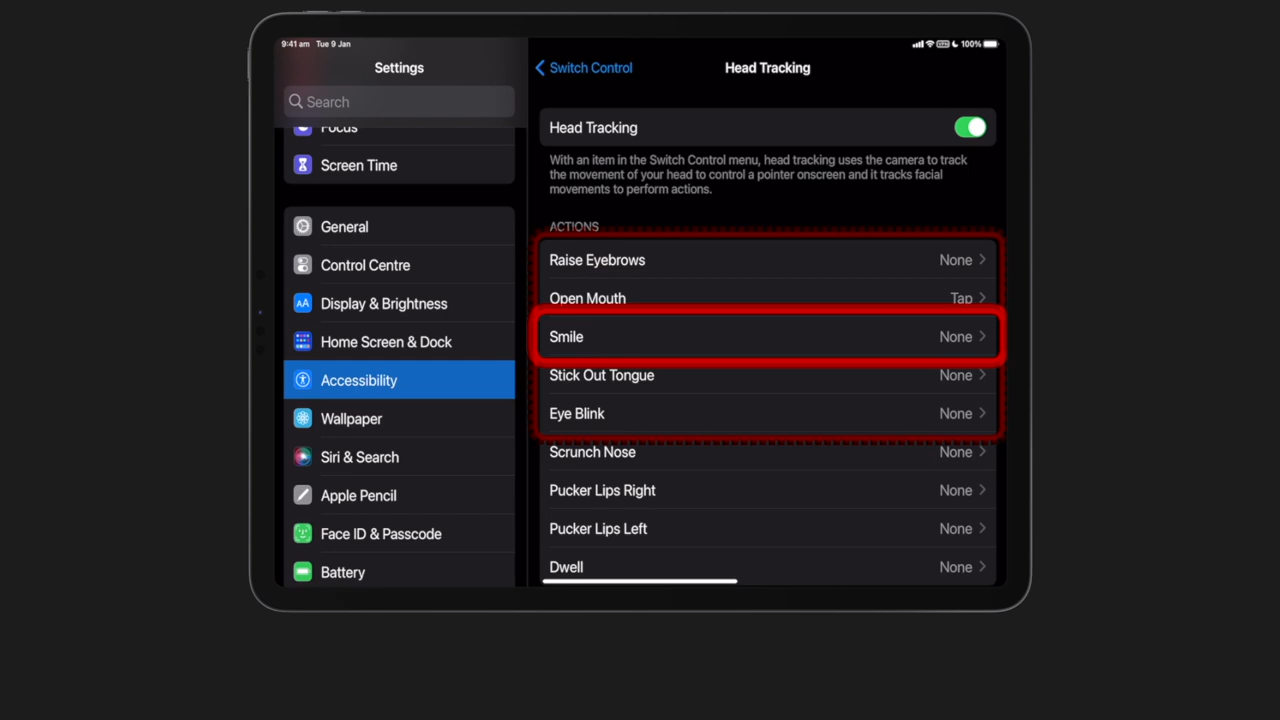 9:41 am Tue 9 Jan
100%
Settings
Search
Focus
Screen Time
General
Control Centre
Display & Brightness
Home Screen & Dock
Accessibility
Wallpaper
Siri & Search
Apple Pencil
Face ID & Passcode
Battery
Switch Control
Head Tracking
Head Tracking
With an item in the Switch Control menu, head tracking uses the camera to track
the movement of your head to control a pointer onscreen and it tracks facial
movements to perform actions.
ACTIONS
Raise Eyebrows None
Open Mouth Tap
Smile None
Stick Out Tongue None
Eye Blink None
Scrunch Nose None
Pucker Lips Right None
Pucker Lips Left None
Dwell None